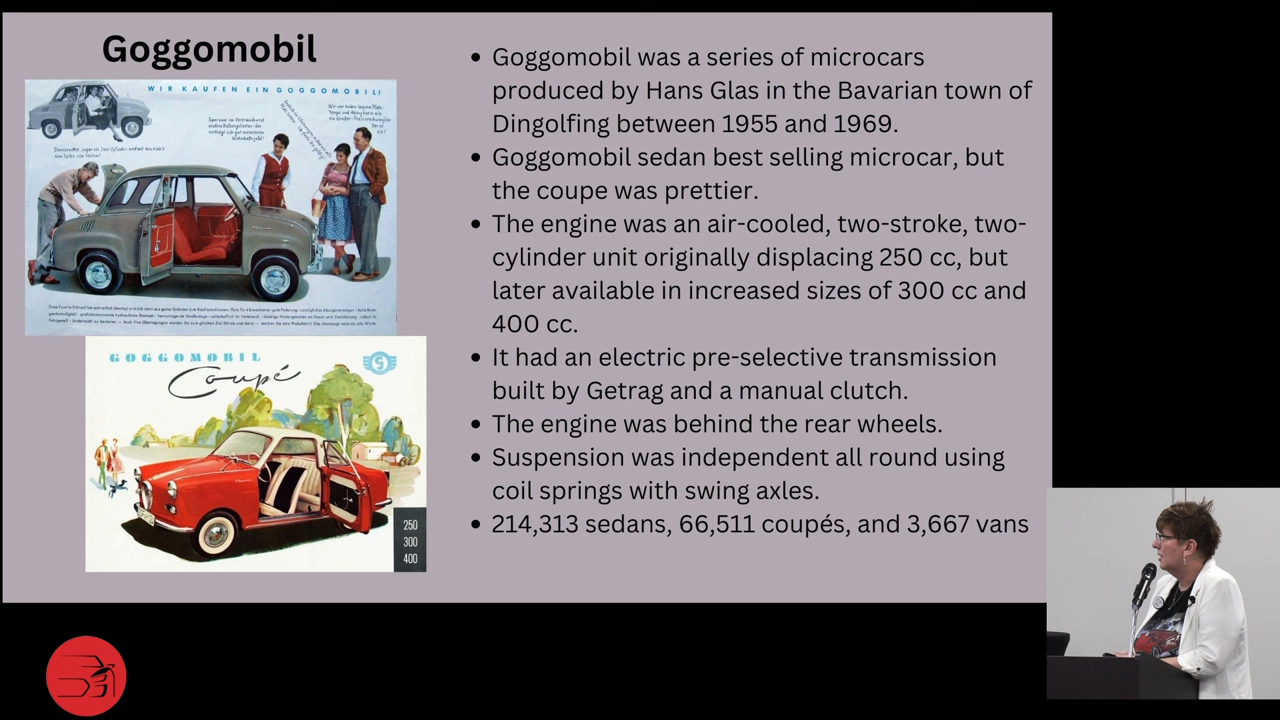 Goggomobil
WIR KAUFEN EIN GOGGOMOBIL!
GOGGOMOBIL
Coupé
250
300
400
• Goggomobil was a series of microcars
produced by Hans Glas in the Bavarian town of
Dingolfing between 1955 and 1969.
• Goggomobil sedan best selling microcar, but
the coupe was prettier.
• The engine was an air-cooled, two-stroke, two-
cylinder unit originally displacing 250 cc, but
later available in increased sizes of 300 cc and
400 cc.
• It had an electric pre-selective transmission
built by Getrag and a manual clutch.
• The engine was behind the rear wheels.
• Suspension was independent all round using
coil springs with swing axles.
• 214,313 sedans, 66,511 coupés, and 3,667 vans